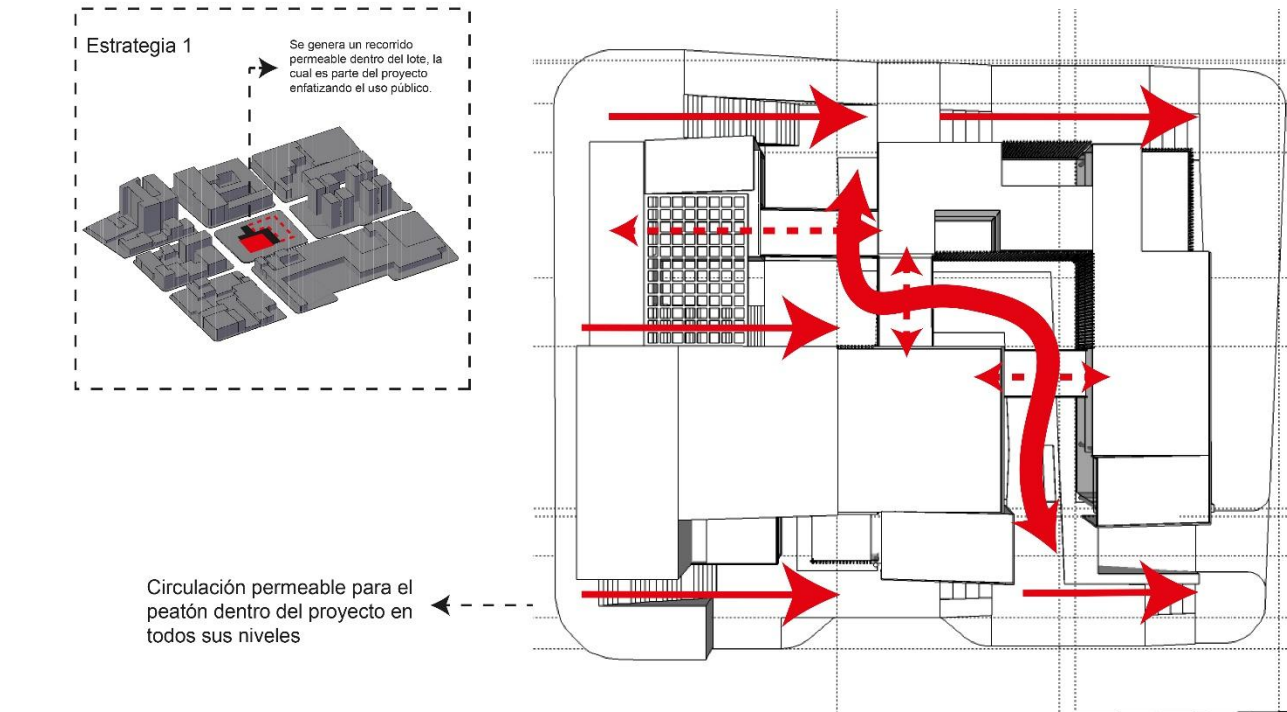 Estrategia 1
Se genera un recorrido
permeable dentro del lote, la
cual es parte del proyecto
enfatizando el uso público.
Circulación permeable para el
peatón dentro del proyecto en
todos sus niveles